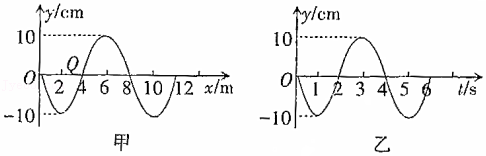 y/cm
10
O
Q
2 4 6 8 10 12 x/m
-10
甲
y/cm
10
O
1 2 3 4 5 6 t/s
-10
乙